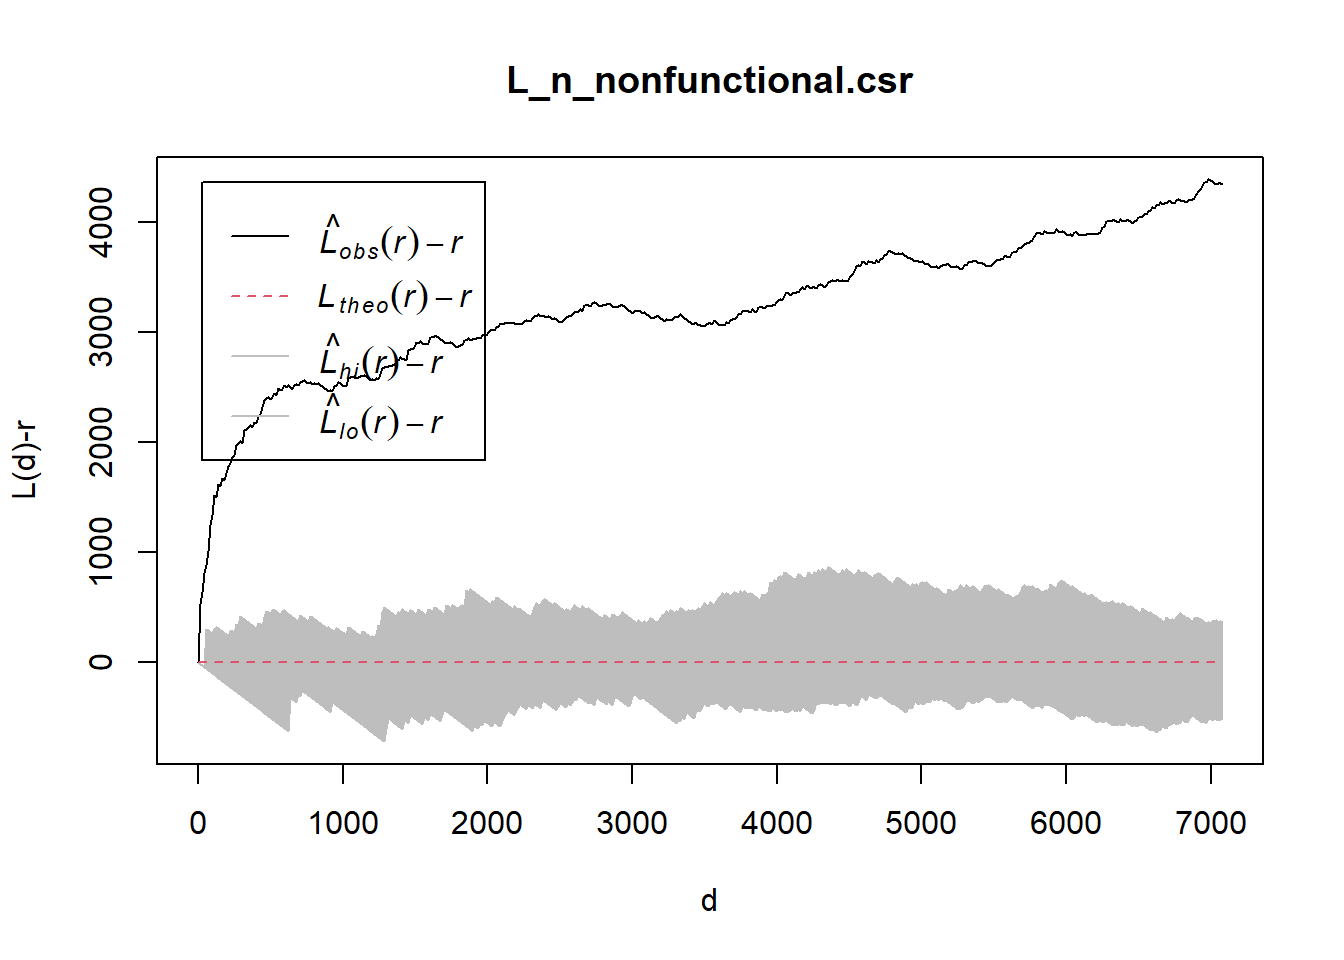 L_n_nonfunctional.csr
L̂obs(r) − r
Ltheo(r) − r
L̂hi(r) − r
L̂lo(r) − r
L(d)-r
4000
3000
2000
1000
0
0 1000 2000 3000 4000 5000 6000 7000
d